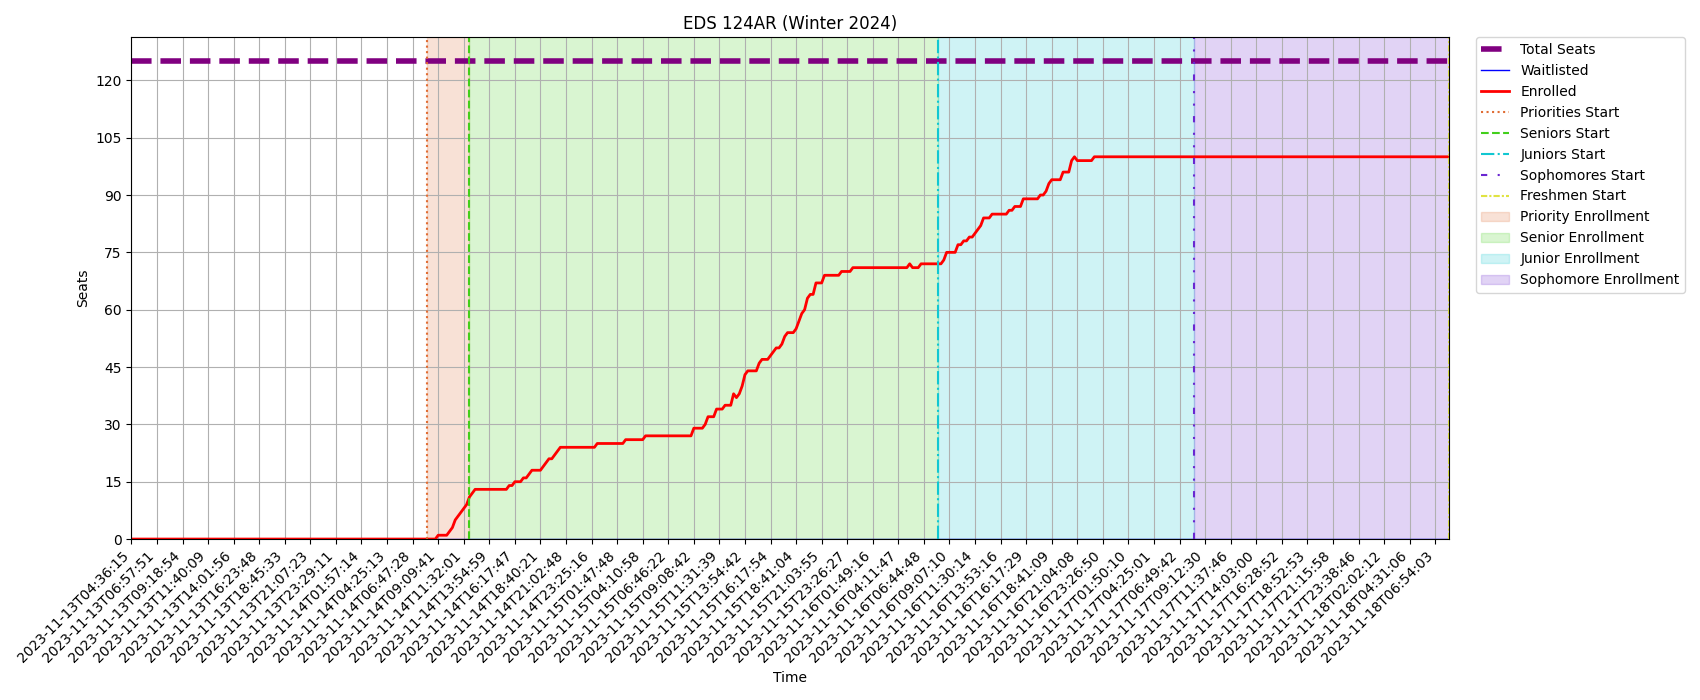 EDS 124AR (Winter 2024)
Total Seats
Waitlisted
Enrolled
Priorities Start
Seniors Start
Juniors Start
Sophomores Start
Freshmen Start
Priority Enrollment
Senior Enrollment
Junior Enrollment
Sophomore Enrollment
Seats
120
105
90
75
60
45
30
15
0
2023-11-13T04:36:15
2023-11-13T06:57:51
2023-11-13T09:18:54
2023-11-13T11:40:09
2023-11-13T14:01:56
2023-11-13T16:23:48
2023-11-13T18:45:33
2023-11-13T21:07:23
2023-11-13T23:29:11
2023-11-14T01:57:14
2023-11-14T04:25:13
2023-11-14T06:47:28
2023-11-14T09:09:41
2023-11-14T11:32:01
2023-11-14T13:54:59
2023-11-14T16:17:47
2023-11-14T18:40:21
2023-11-14T21:02:48
2023-11-14T23:25:16
2023-11-15T01:47:48
2023-11-15T04:10:58
2023-11-15T06:46:22
2023-11-15T09:08:42
2023-11-15T11:31:39
2023-11-15T13:54:42
2023-11-15T16:17:54
2023-11-15T18:41:04
2023-11-15T21:03:55
2023-11-15T23:26:27
2023-11-16T01:49:16
2023-11-16T04:11:47
2023-11-16T06:44:48
2023-11-16T09:07:10
2023-11-16T11:30:14
2023-11-16T13:53:16
2023-11-16T16:17:29
2023-11-16T18:41:09
2023-11-16T21:04:08
2023-11-16T23:26:50
2023-11-17T01:50:10
2023-11-17T04:25:01
2023-11-17T06:49:42
2023-11-17T09:12:30
2023-11-17T11:37:46
2023-11-17T14:03:00
2023-11-17T16:28:52
2023-11-17T18:52:53
2023-11-17T21:15:58
2023-11-17T23:38:46
2023-11-18T02:02:12
2023-11-18T04:31:06
2023-11-18T06:54:03
Time